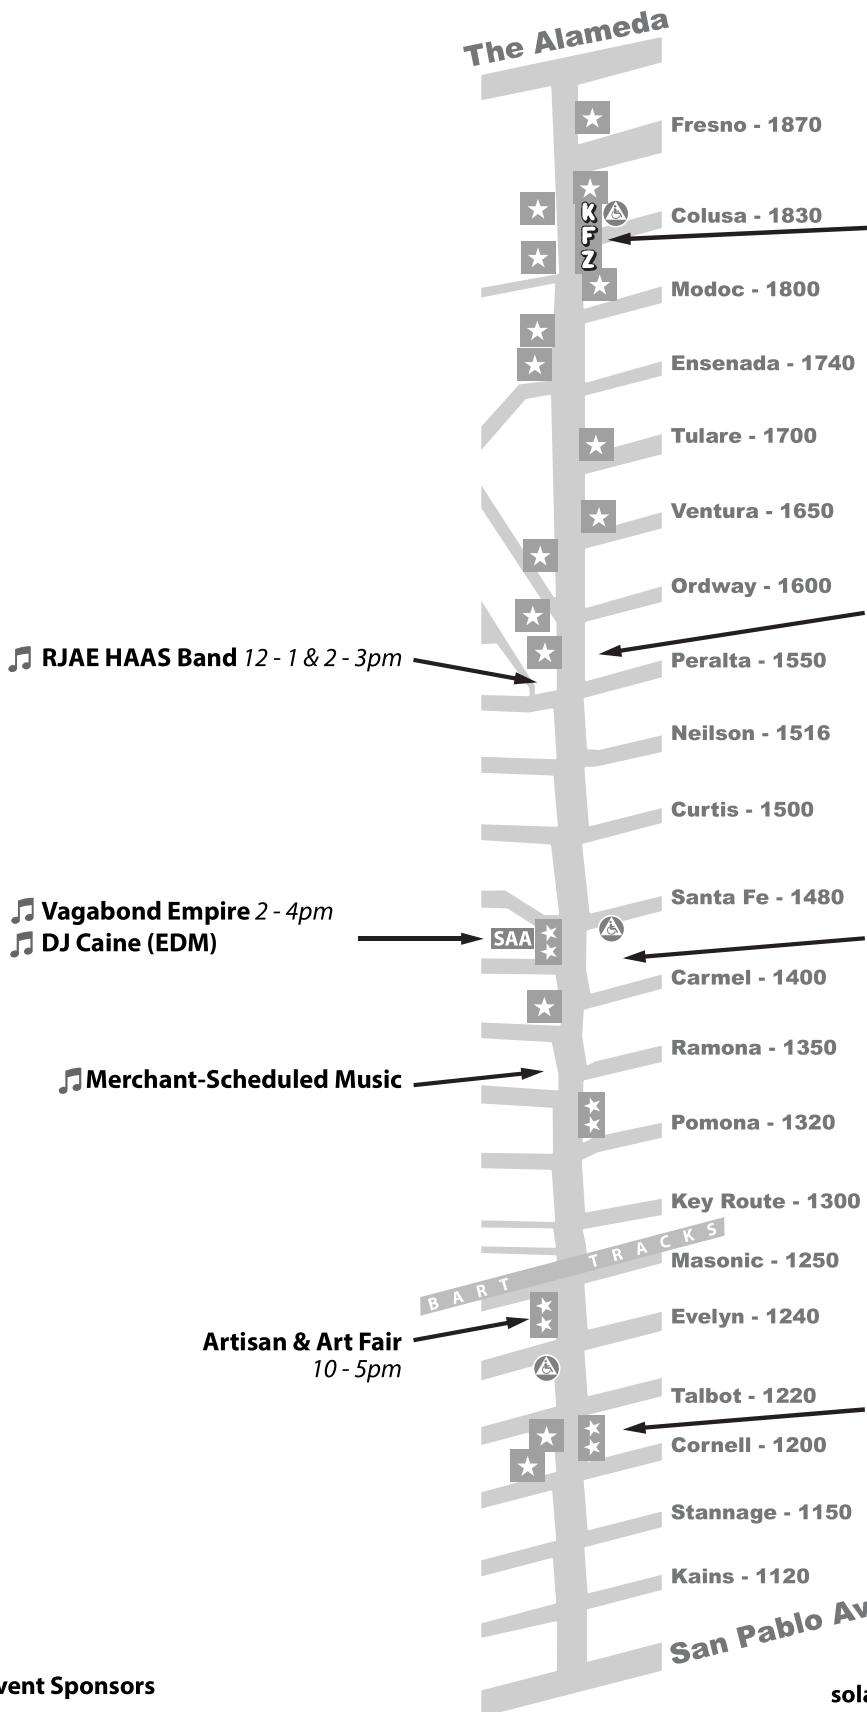 The Alameda
Fresno - 1870
K
F
Z
Colusa - 1830
Modoc - 1800
Ensenada - 1740
Tulare - 1700
Ventura - 1650
Ordway - 1600
RJAE HAAS Band 12 - 1 & 2 - 3pm
Peralta - 1550
Neilson - 1516
Curtis - 1500
Santa Fe - 1480
Vagabond Empire 2 - 4pm
DJ Caine (EDM)
SAA
Carmel - 1400
Ramona - 1350
Merchant-Scheduled Music
Pomona - 1320
Key Route - 1300
BART TRACKS
Masonic - 1250
Evelyn - 1240
Artisan & Art Fair
10 - 5pm
Talbot - 1220
Cornell - 1200
Stannage - 1150
Kains - 1120
San Pablo Av
vent Sponsors
sola